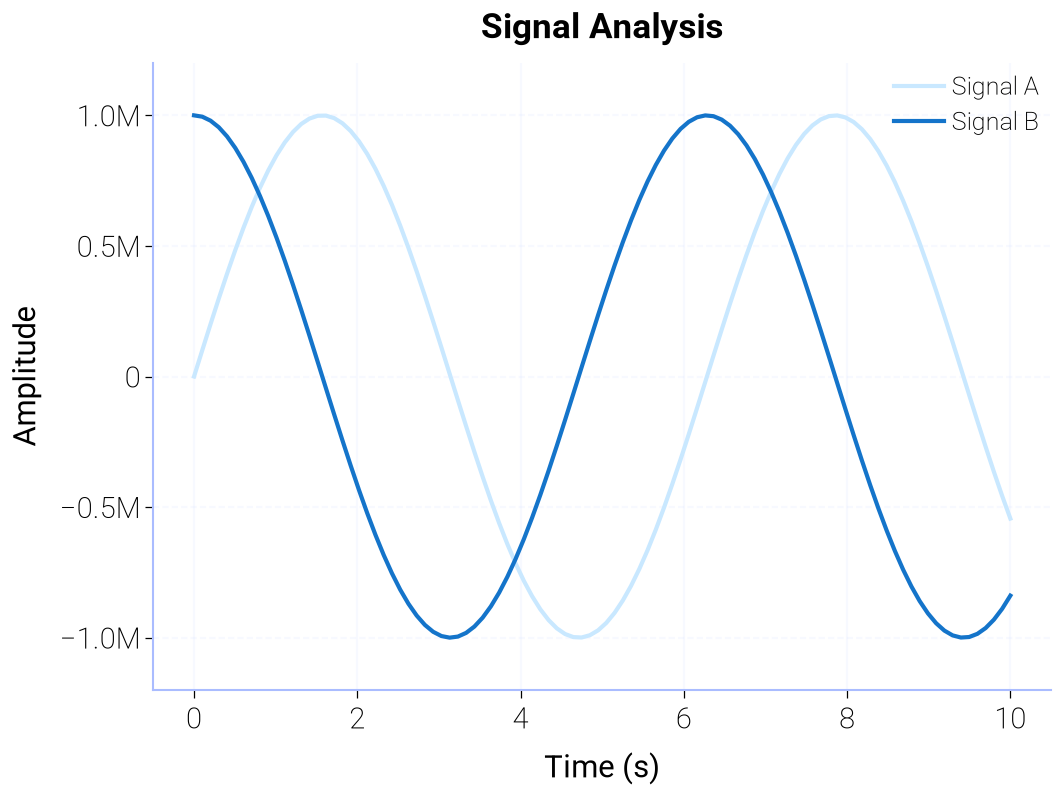 Signal Analysis
Signal A
Signal B
1.0M
0.5M
0
−0.5M
−1.0M
Amplitude
0 2 4 6 8 10
Time (s)